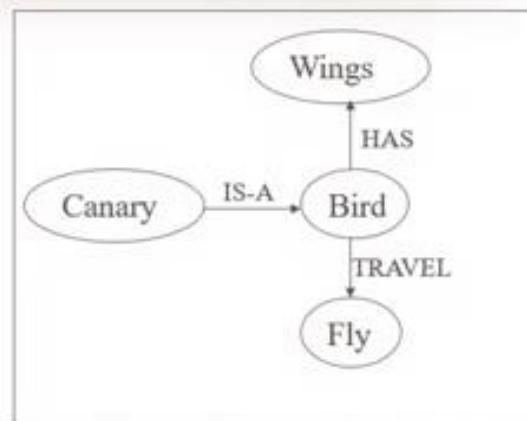 Wings
HAS
Canary
IS-A
Bird
TRAVEL
Fly